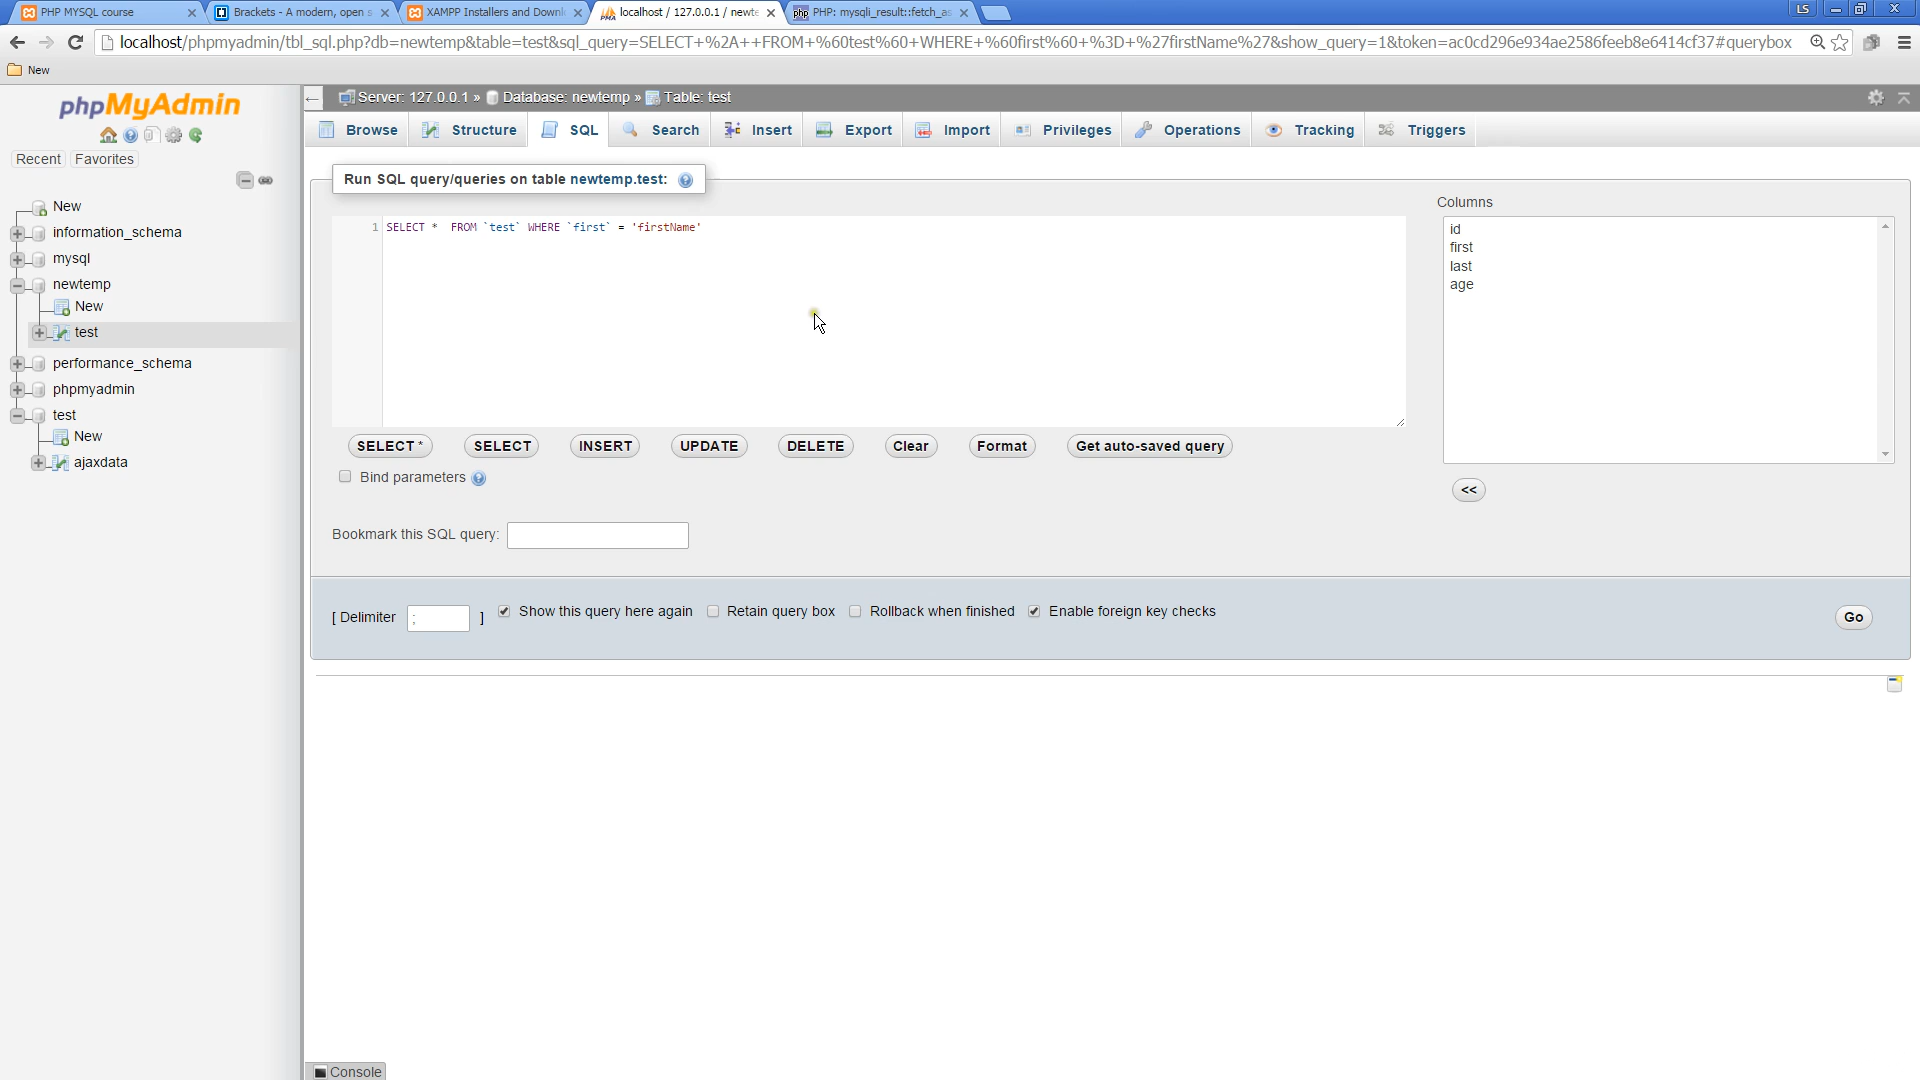 PHP MYSQL course
Brackets - A modern, open s
XAMPP Installers and Downl
localhost / 127.0.0.1 / newte
PHP: mysqli_result::fetch_as
LS
localhost/phpmyadmin/tbl_sql.php?db=newtemp&table=test&sql_query=SELECT+%2A++FROM+%60test%60+WHERE+%60first%60+%3D+%27firstName%27&show_query=1&token=ac0cd296e934ae2586feeb8e6414cf37#querybox
New
phpMyAdmin
Recent
Favorites
New
information_schema
mysql
newtemp
New
test
performance_schema
phpmyadmin
test
New
ajaxdata
Server: 127.0.0.1 » Database: newtemp » Table: test
Browse
Structure
SQL
Search
Insert
Export
Import
Privileges
Operations
Tracking
Triggers
Run SQL query/queries on table newtemp.test:
1 SELECT *  FROM `test` WHERE `first` = 'firstName'
Columns
id
first
last
age
SELECT *
SELECT
INSERT
UPDATE
DELETE
Clear
Format
Get auto-saved query
<<
Bind parameters
Bookmark this SQL query:
[ Delimiter ; ]
Show this query here again
Retain query box
Rollback when finished
Enable foreign key checks
Go
Console